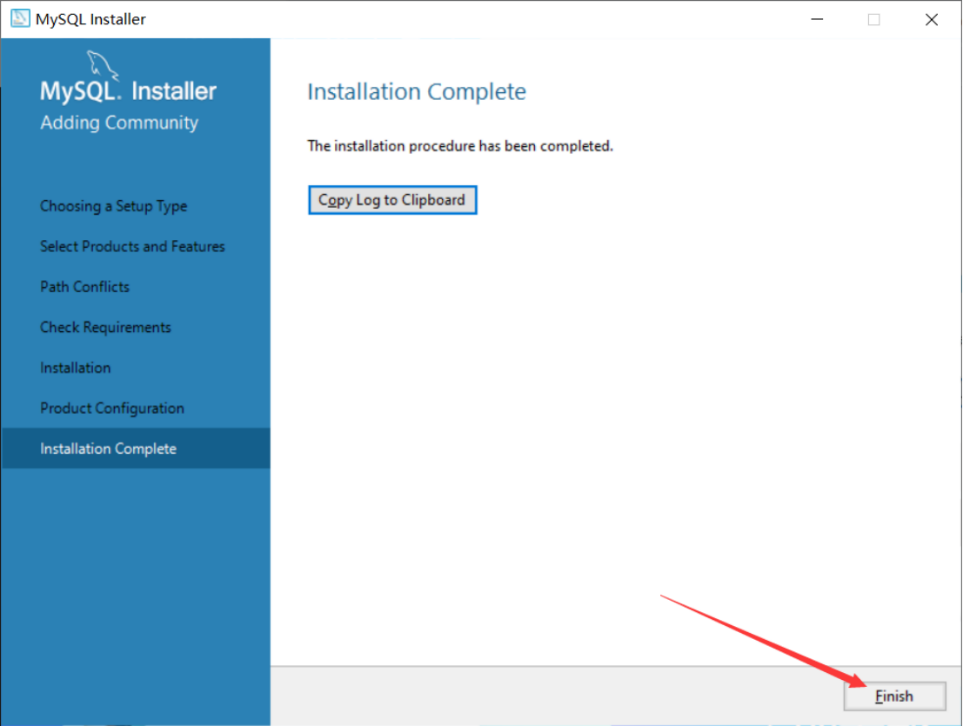 MySQL Installer
MySQL. Installer
Adding Community
Choosing a Setup Type
Select Products and Features
Path Conflicts
Check Requirements
Installation
Product Configuration
Installation Complete
Installation Complete
The installation procedure has been completed.
Copy Log to Clipboard
Finish